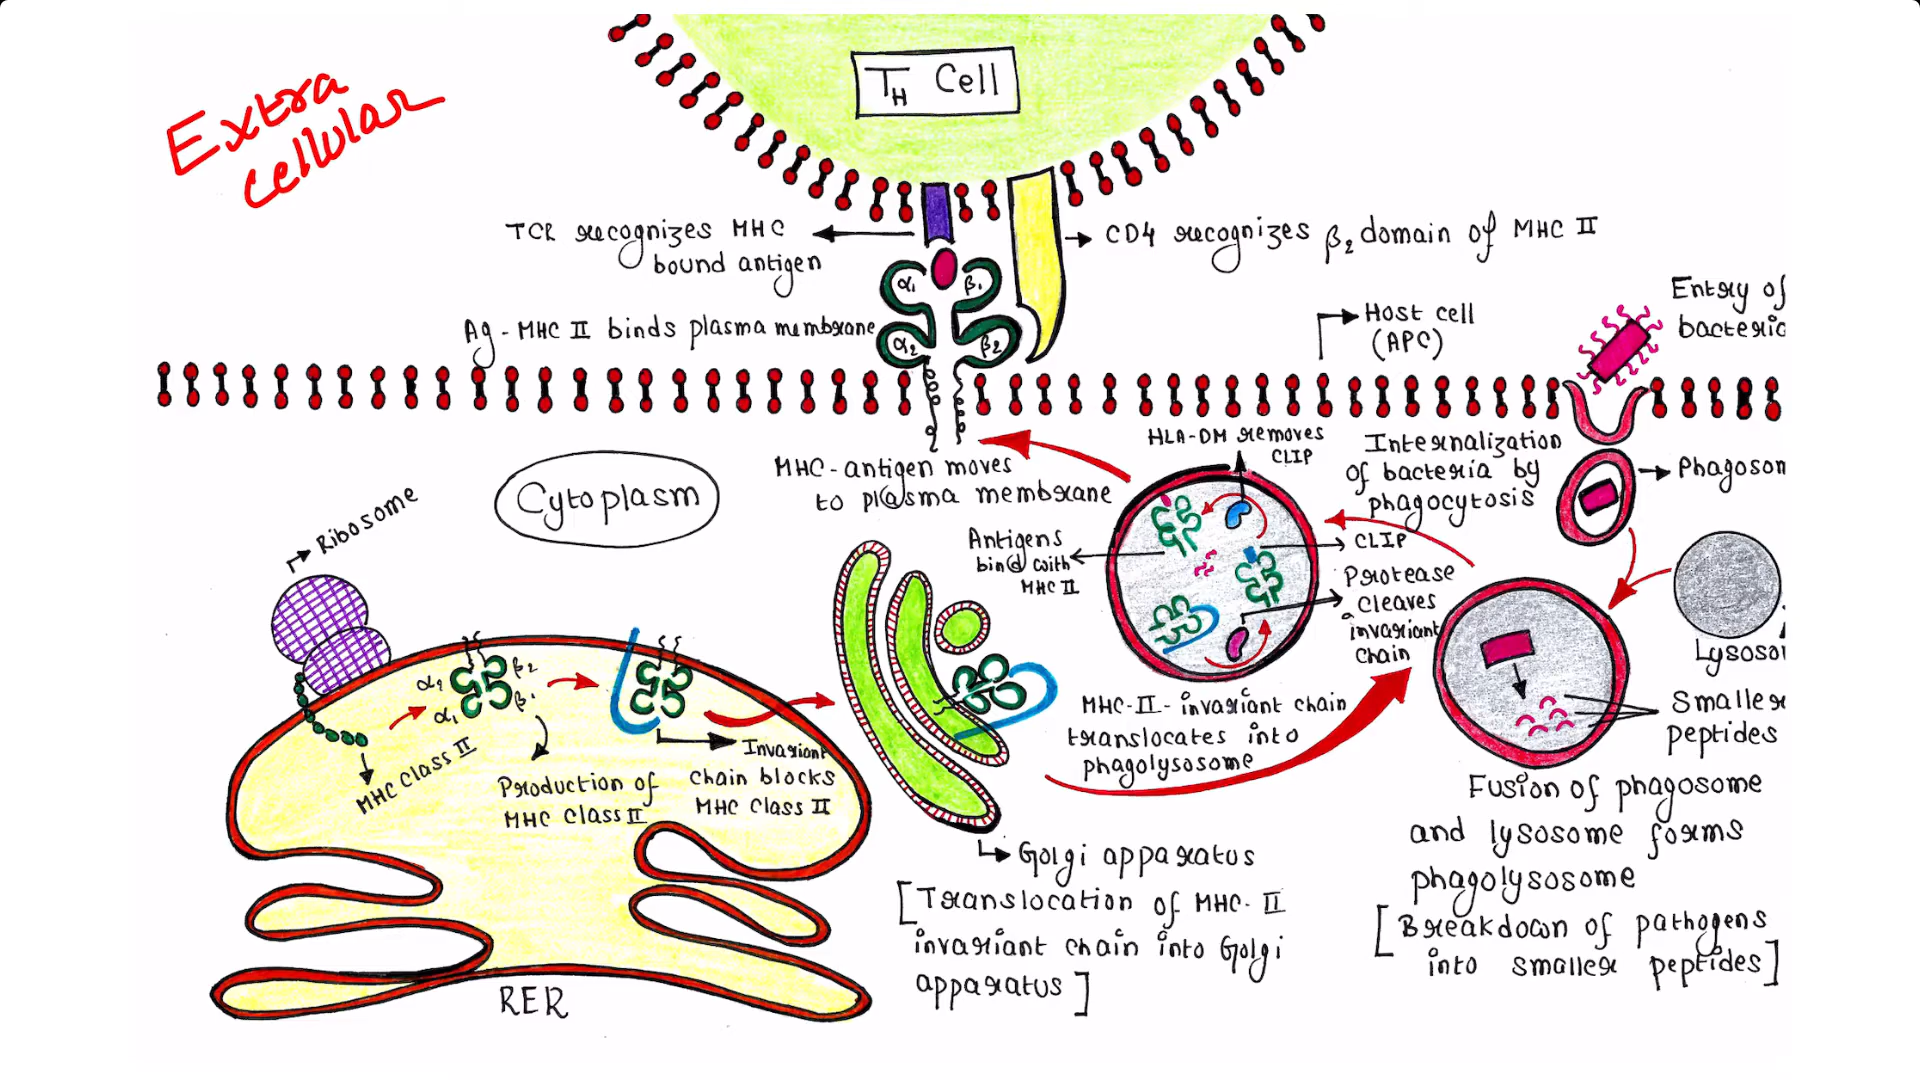 Extra
cellular
TH Cell
TCR recognizes MHC
bound antigen
CD4 recognizes β2 domain of MHC II
α1
β1
α2
β2
Ag - MHC II binds plasma membrane
Host cell
(APC)
Entry of
bacteria
Cytoplasm
Ribosome
MHC-antigen moves
to plasma membrane
HLA-DM removes
CLIP
Internalization
of bacteria by
phagocytosis
Phagosom
Antigens
bind with
MHC II
CLIP
Protease
cleaves
invariant
chain
Lysoso
Smaller
peptides
α2
β2
α1
β1
MHC Class II
Production of
MHC Class II
Invariant
chain blocks
MHC Class II
MHC-II-invariant chain
translocates into
phagolysosome
Fusion of phagosome
and lysosome forms
phagolysosome
[Breakdown of pathogens
into smaller peptides]
Golgi apparatus
[Translocation of MHC-II
invariant chain into Golgi
apparatus]
RER